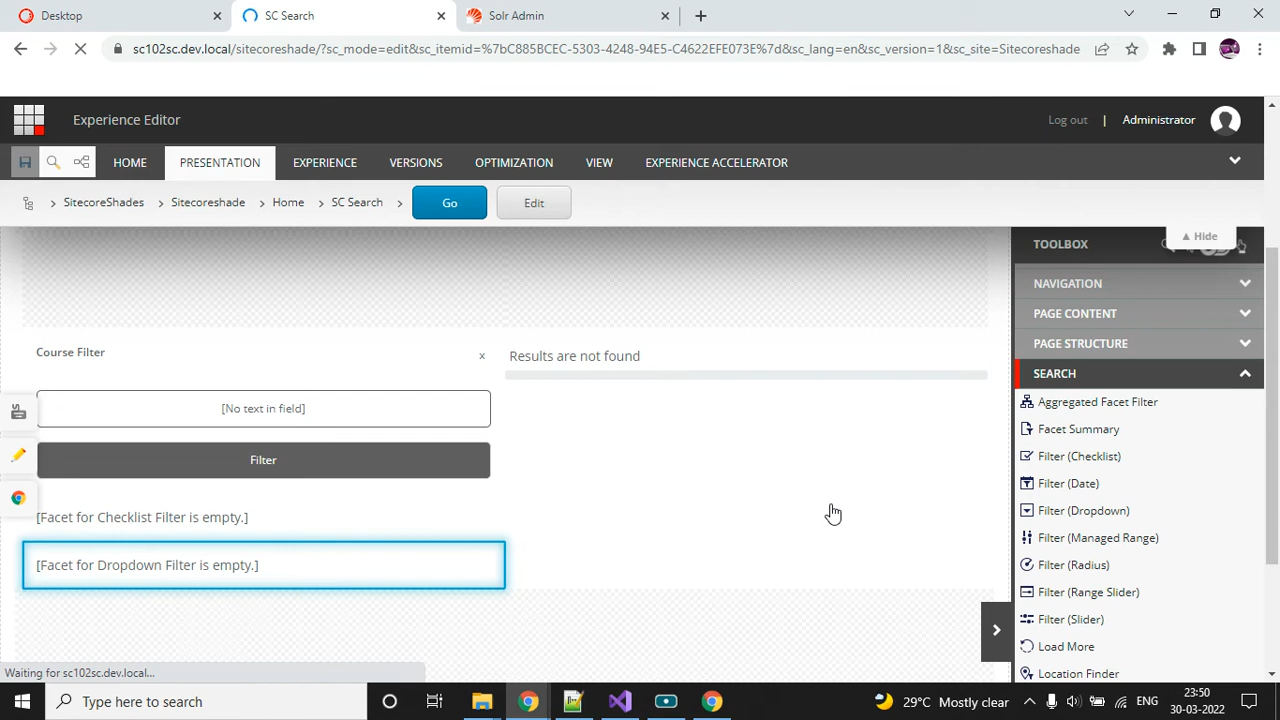 Desktop
SC Search
Solr Admin
sc102sc.dev.local/sitecoreshade/?sc_mode=edit&sc_itemid=%7bC885BCEC-5303-4248-94E5-C4622EFE073E%7d&sc_lang=en&sc_version=1&sc_site=Sitecoreshade
Experience Editor
Log out | Administrator
HOME PRESENTATION EXPERIENCE VERSIONS OPTIMIZATION VIEW EXPERIENCE ACCELERATOR
SitecoreShades Sitecoreshade Home SC Search Go Edit
▲ Hide
TOOLBOX
NAVIGATION
PAGE CONTENT
PAGE STRUCTURE
SEARCH
Aggregated Facet Filter
Facet Summary
Filter (Checklist)
Filter (Date)
Filter (Dropdown)
Filter (Managed Range)
Filter (Radius)
Filter (Range Slider)
Filter (Slider)
Load More
Location Finder
Course Filter x
Results are not found
[No text in field]
Filter
[Facet for Checklist Filter is empty.]
[Facet for Dropdown Filter is empty.]
Waiting for sc102sc.dev.local...
Type here to search
29°C Mostly clear
ENG
23:50
30-03-2022